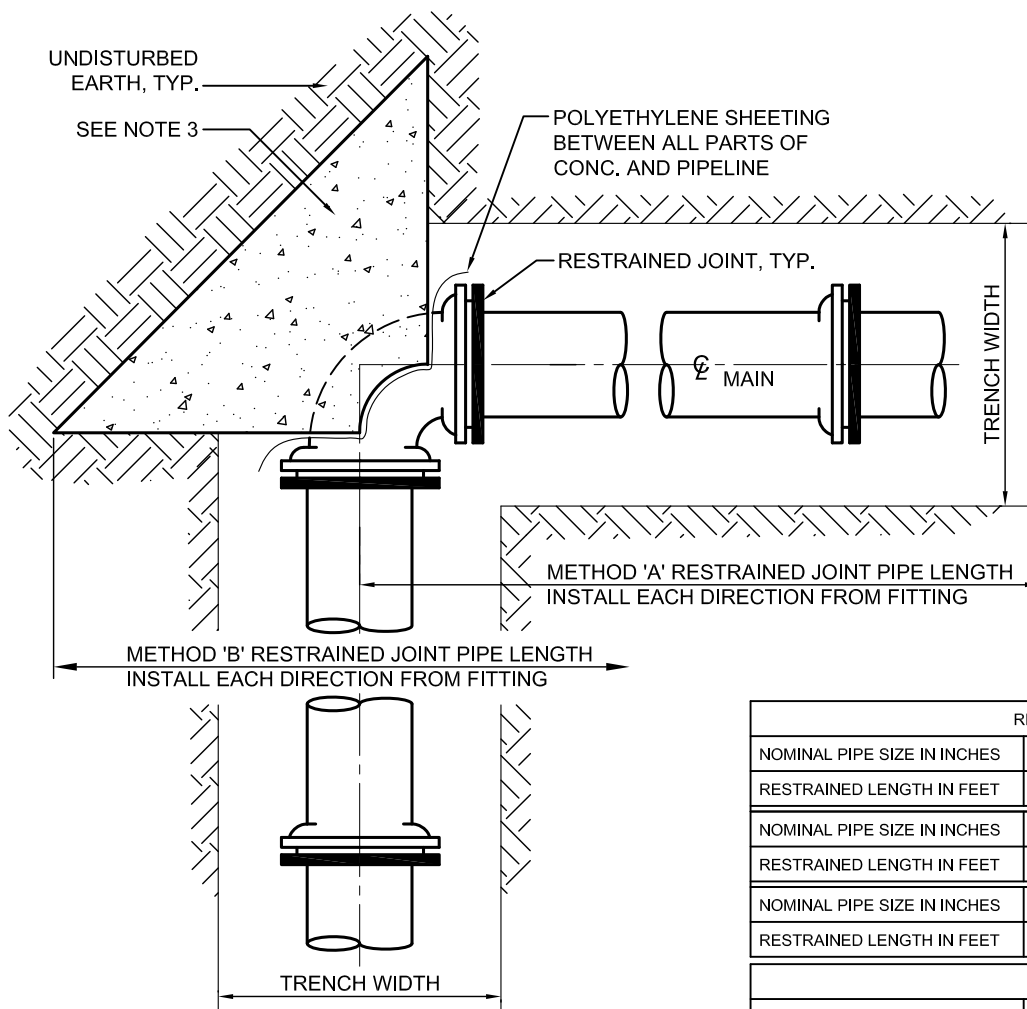 UNDISTURBED
EARTH, TYP.
SEE NOTE 3
POLYETHYLENE SHEETING
BETWEEN ALL PARTS OF
CONC. AND PIPELINE
RESTRAINED JOINT, TYP.
℄ MAIN
TRENCH WIDTH
METHOD 'A' RESTRAINED JOINT PIPE LENGTH
INSTALL EACH DIRECTION FROM FITTING
METHOD 'B' RESTRAINED JOINT PIPE LENGTH
INSTALL EACH DIRECTION FROM FITTING
NOMINAL PIPE SIZE IN INCHES
RESTRAINED LENGTH IN FEET
NOMINAL PIPE SIZE IN INCHES
RESTRAINED LENGTH IN FEET
NOMINAL PIPE SIZE IN INCHES
RESTRAINED LENGTH IN FEET
TRENCH WIDTH